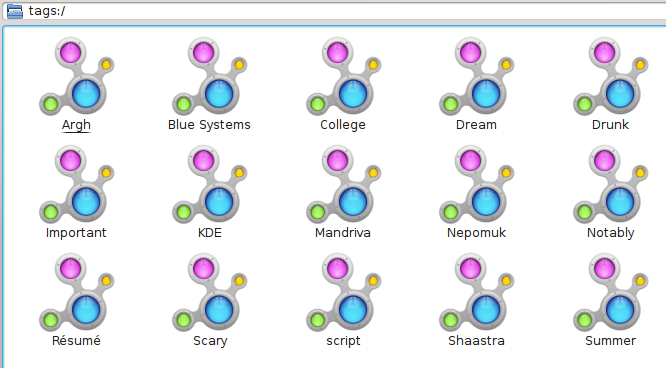 tags:/
Argh
Blue Systems
College
Dream
Drunk
Important
KDE
Mandriva
Nepomuk
Notably
Résumé
Scary
script
Shaastra
Summer